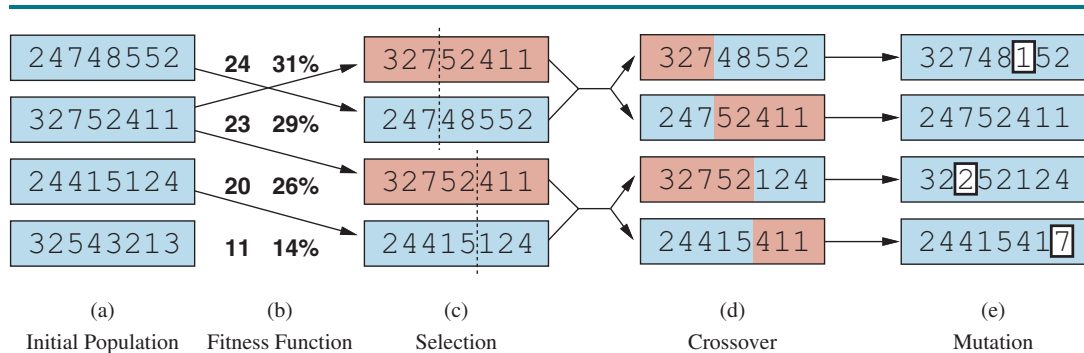 24748552 24 31% 32752411 32748552 32748152
32752411 23 29% 24748552 24752411 24752411
24415124 20 26% 32752411 32752124 32252124
32543213 11 14% 24415124 24415411 24415417
(a) (b) (c) (d) (e)
Initial Population Fitness Function Selection Crossover Mutation